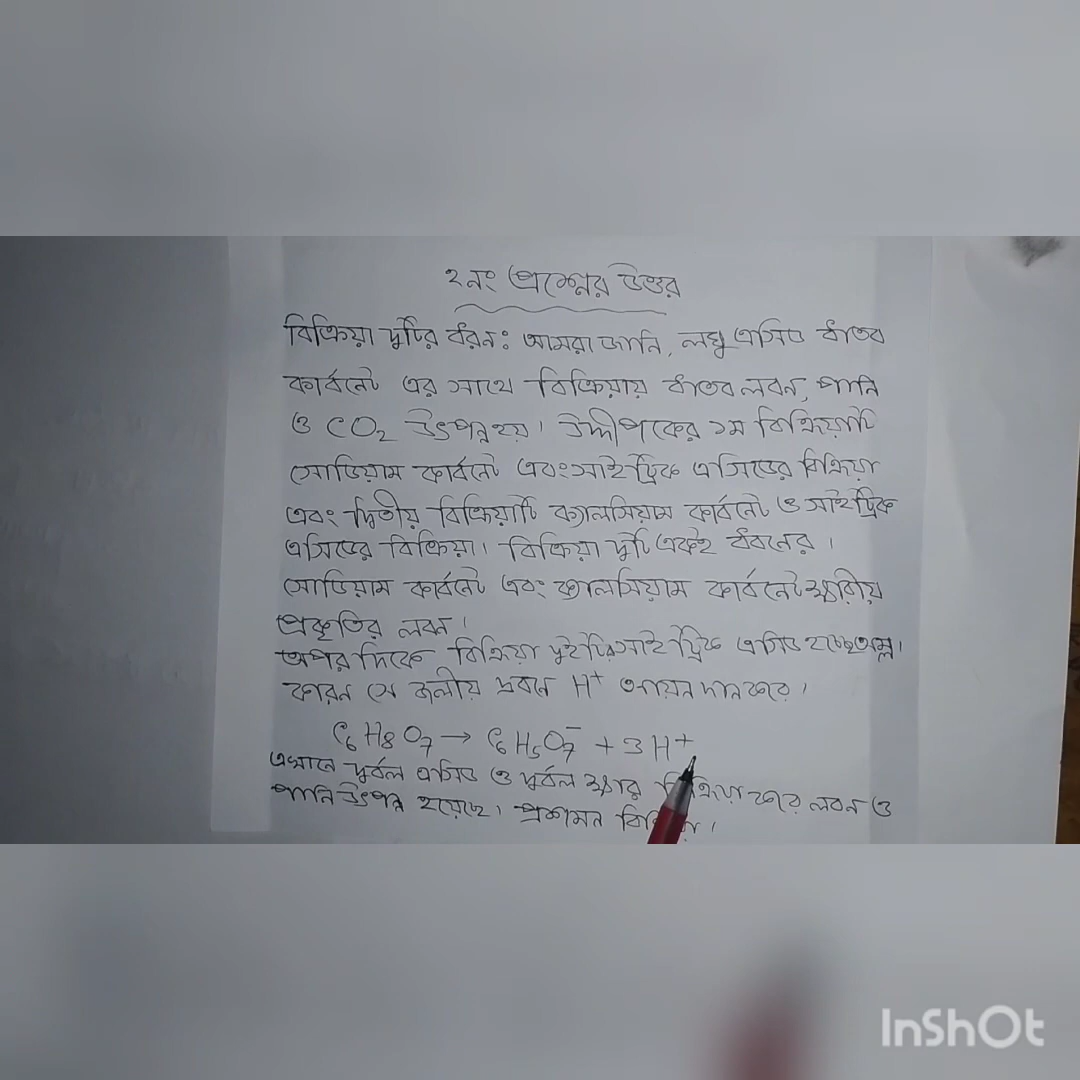 ২নং প্রশ্নের উত্তর
বিক্রিয়া দুটির ধরন: আমরা জানি, লঘু এসিড ধাতব
কার্বনেট এর সাথে বিক্রিয়ায় ধাতব লবন, পানি
ও CO₂ উৎপন্ন হয়। উদ্দীপকের ১ম বিক্রিয়াটি
সোডিয়াম কার্বনেট এবং সাইট্রিক এসিডের বিক্রিয়া
এবং দ্বিতীয় বিক্রিয়াটি ক্যালসিয়াম কার্বনেট ও সাইট্রিক
এসিডের বিক্রিয়া। বিক্রিয়া দুটি একই ধরনের।
সোডিয়াম কার্বনেট এবং ক্যালসিয়াম কার্বনেট ক্ষারীয়
প্রকৃতির লবন।
অপর দিকে বিক্রিয়া দুইটির সাইট্রিক এসিড হচ্ছে অম্ল।
কারন সে জলীয় দ্রবনে H⁺ আয়ন দান করে।
C₆H₈O₇ → C₆H₅O₇⁻ + 3H⁺
এখানে দুর্বল এসিড ও দুর্বল ক্ষার করে লবন ও
পানি উৎপন্ন হয়েছে। প্রশমন
InShOt